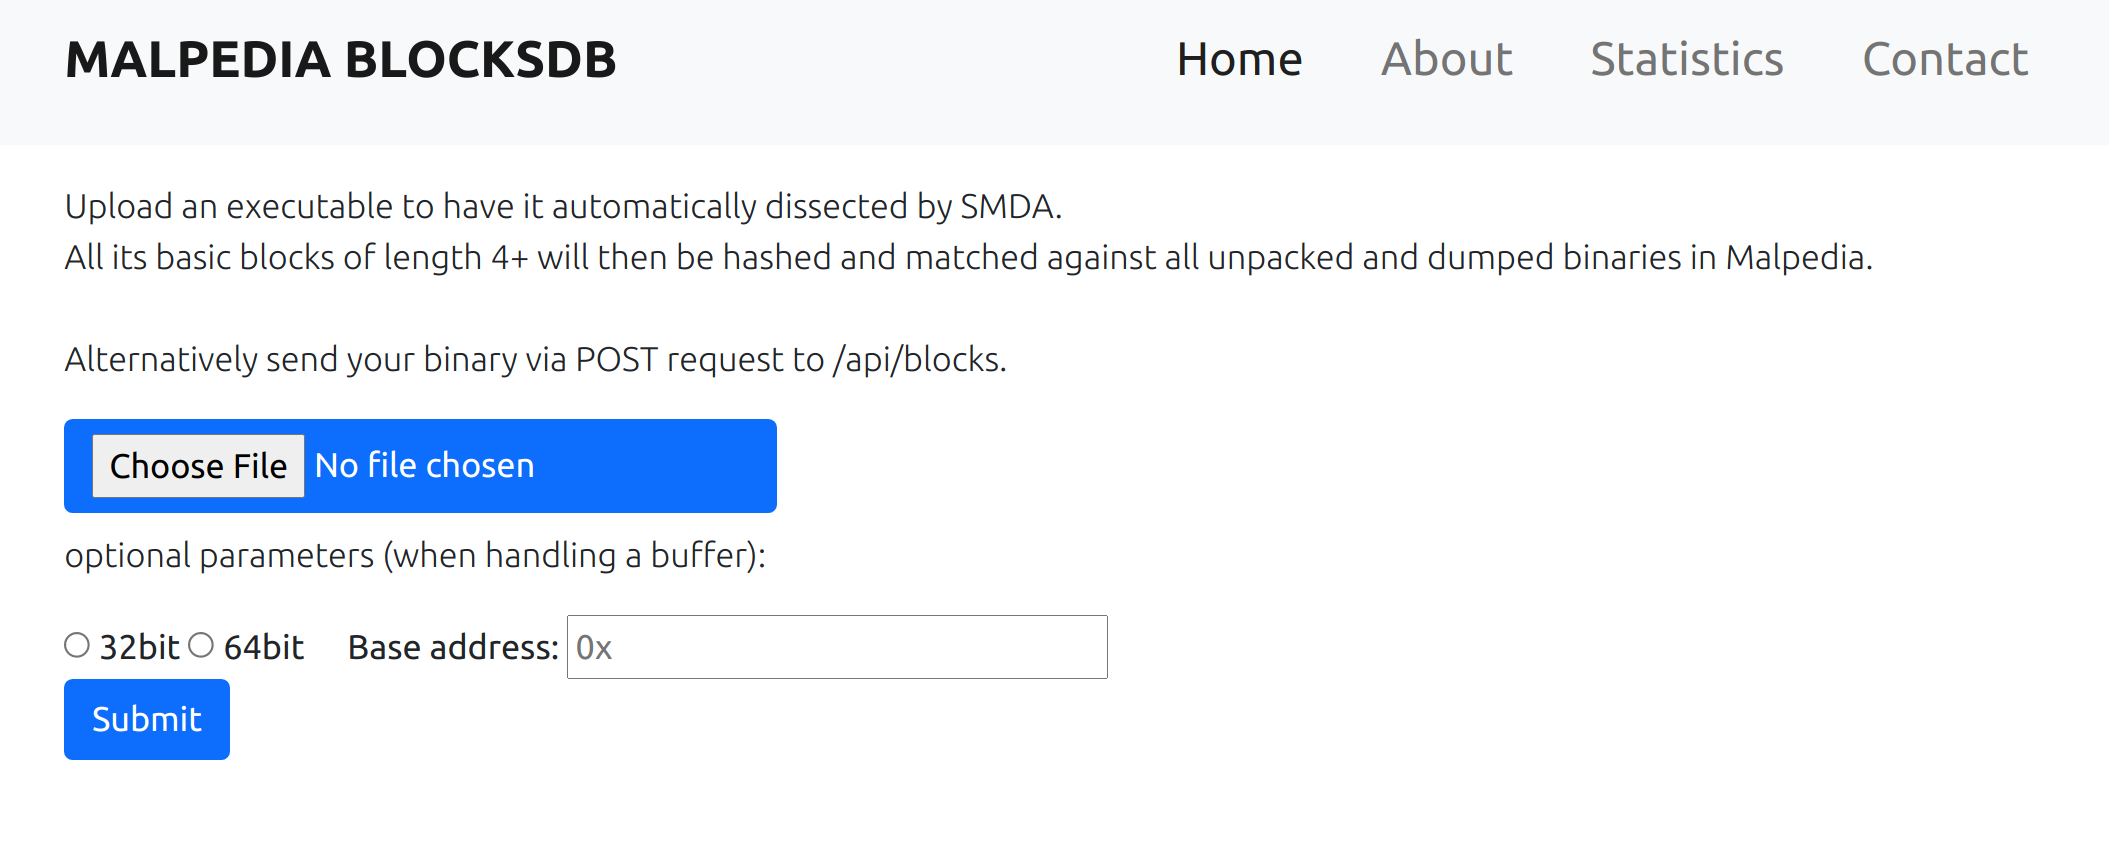 MALPEDIA BLOCKSDB Home About Statistics Contact
Upload an executable to have it automatically dissected by SMDA.
All its basic blocks of length 4+ will then be hashed and matched against all unpacked and dumped binaries in Malpedia.
Alternatively send your binary via POST request to /api/blocks.
Choose File No file chosen
optional parameters (when handling a buffer):
32bit 64bit Base address: 0x
Submit